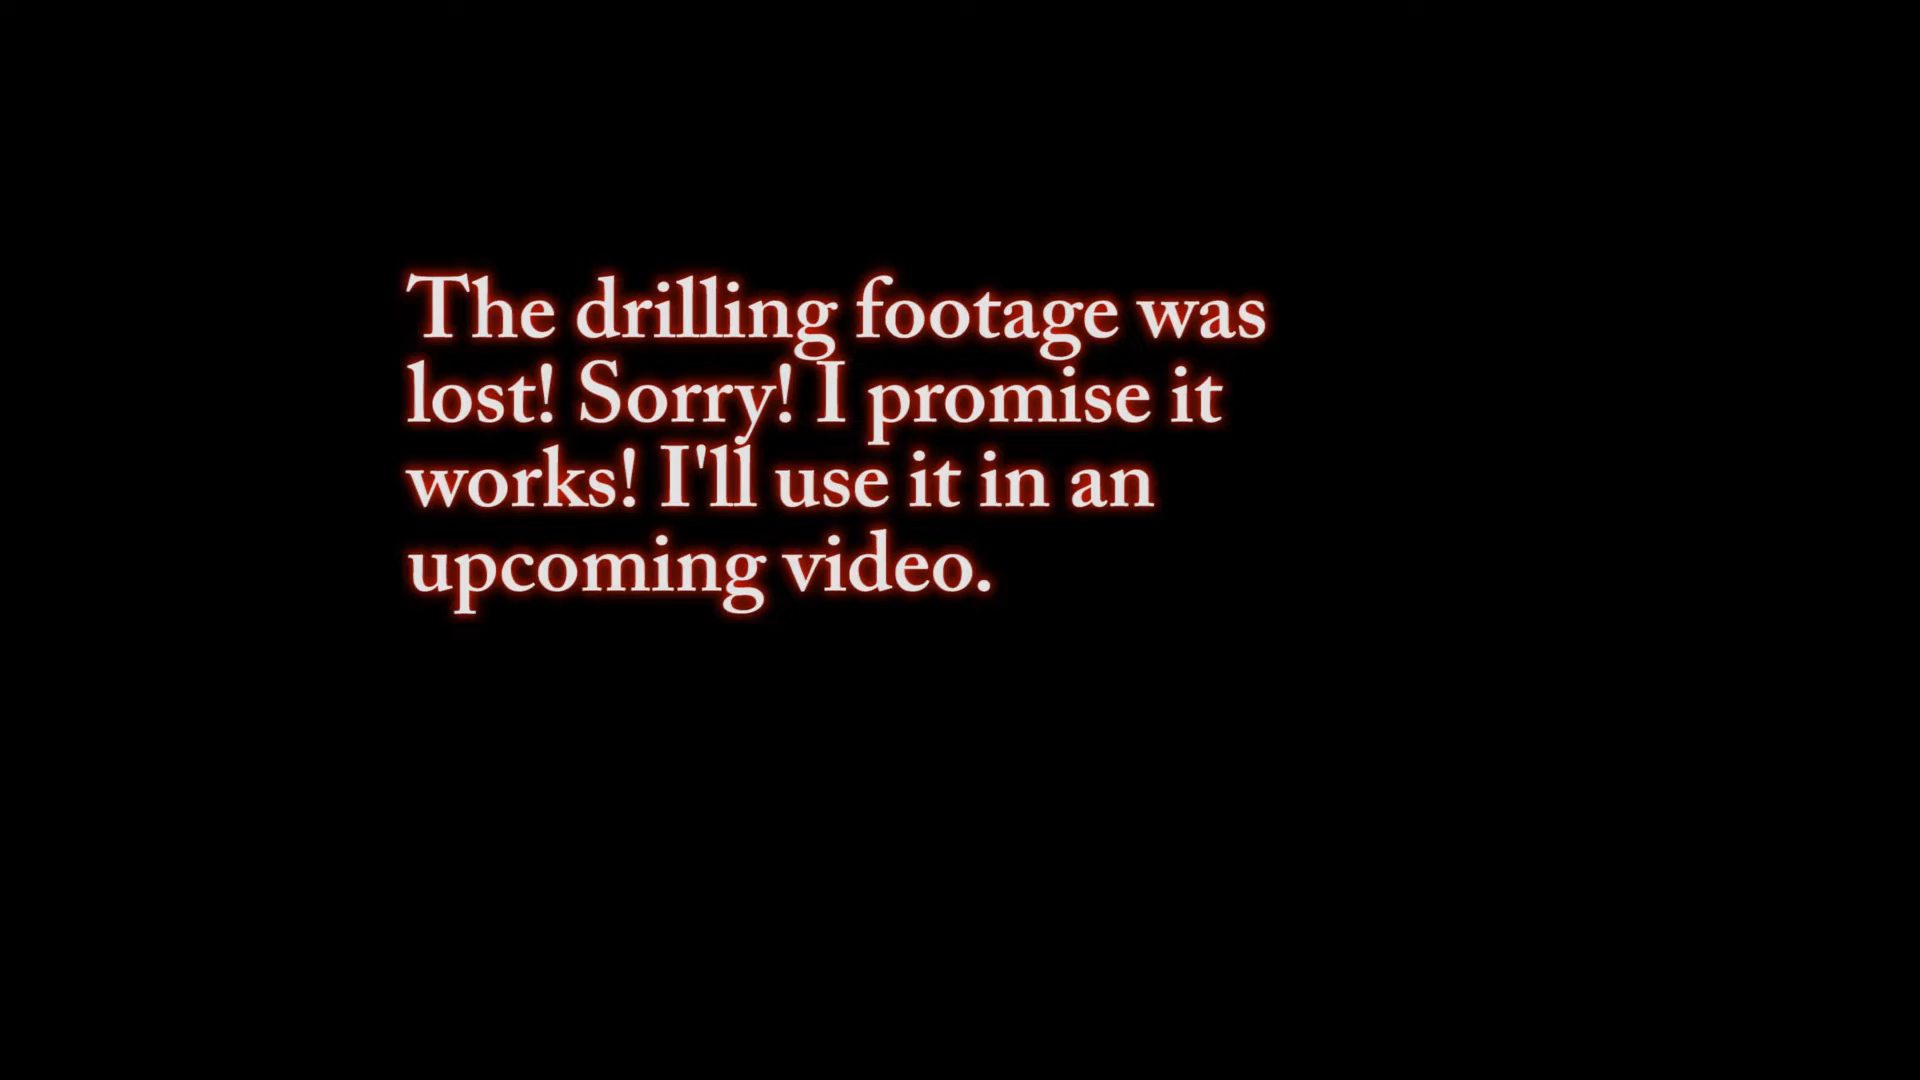 The drilling footage was
lost! Sorry! I promise it
works! I'll use it in an
upcoming video.